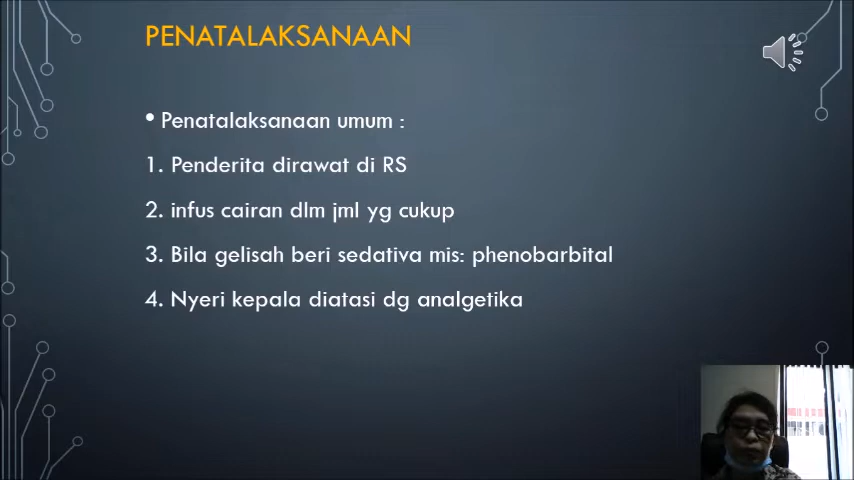 PENATALAKSANAAN
• Penatalaksanaan umum :
1. Penderita dirawat di RS
2. infus cairan dlm jml yg cukup
3. Bila gelisah beri sedativa mis: phenobarbital
4. Nyeri kepala diatasi dg analgetika